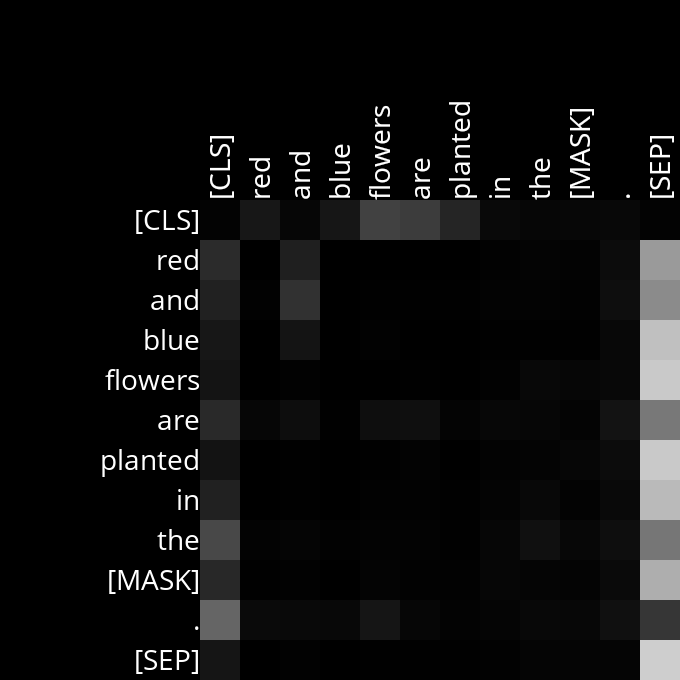 [CLS] red and blue flowers are planted in the [MASK] . [SEP]
[CLS]
red
and
blue
flowers
are
planted
in
the
[MASK]
.
[SEP]